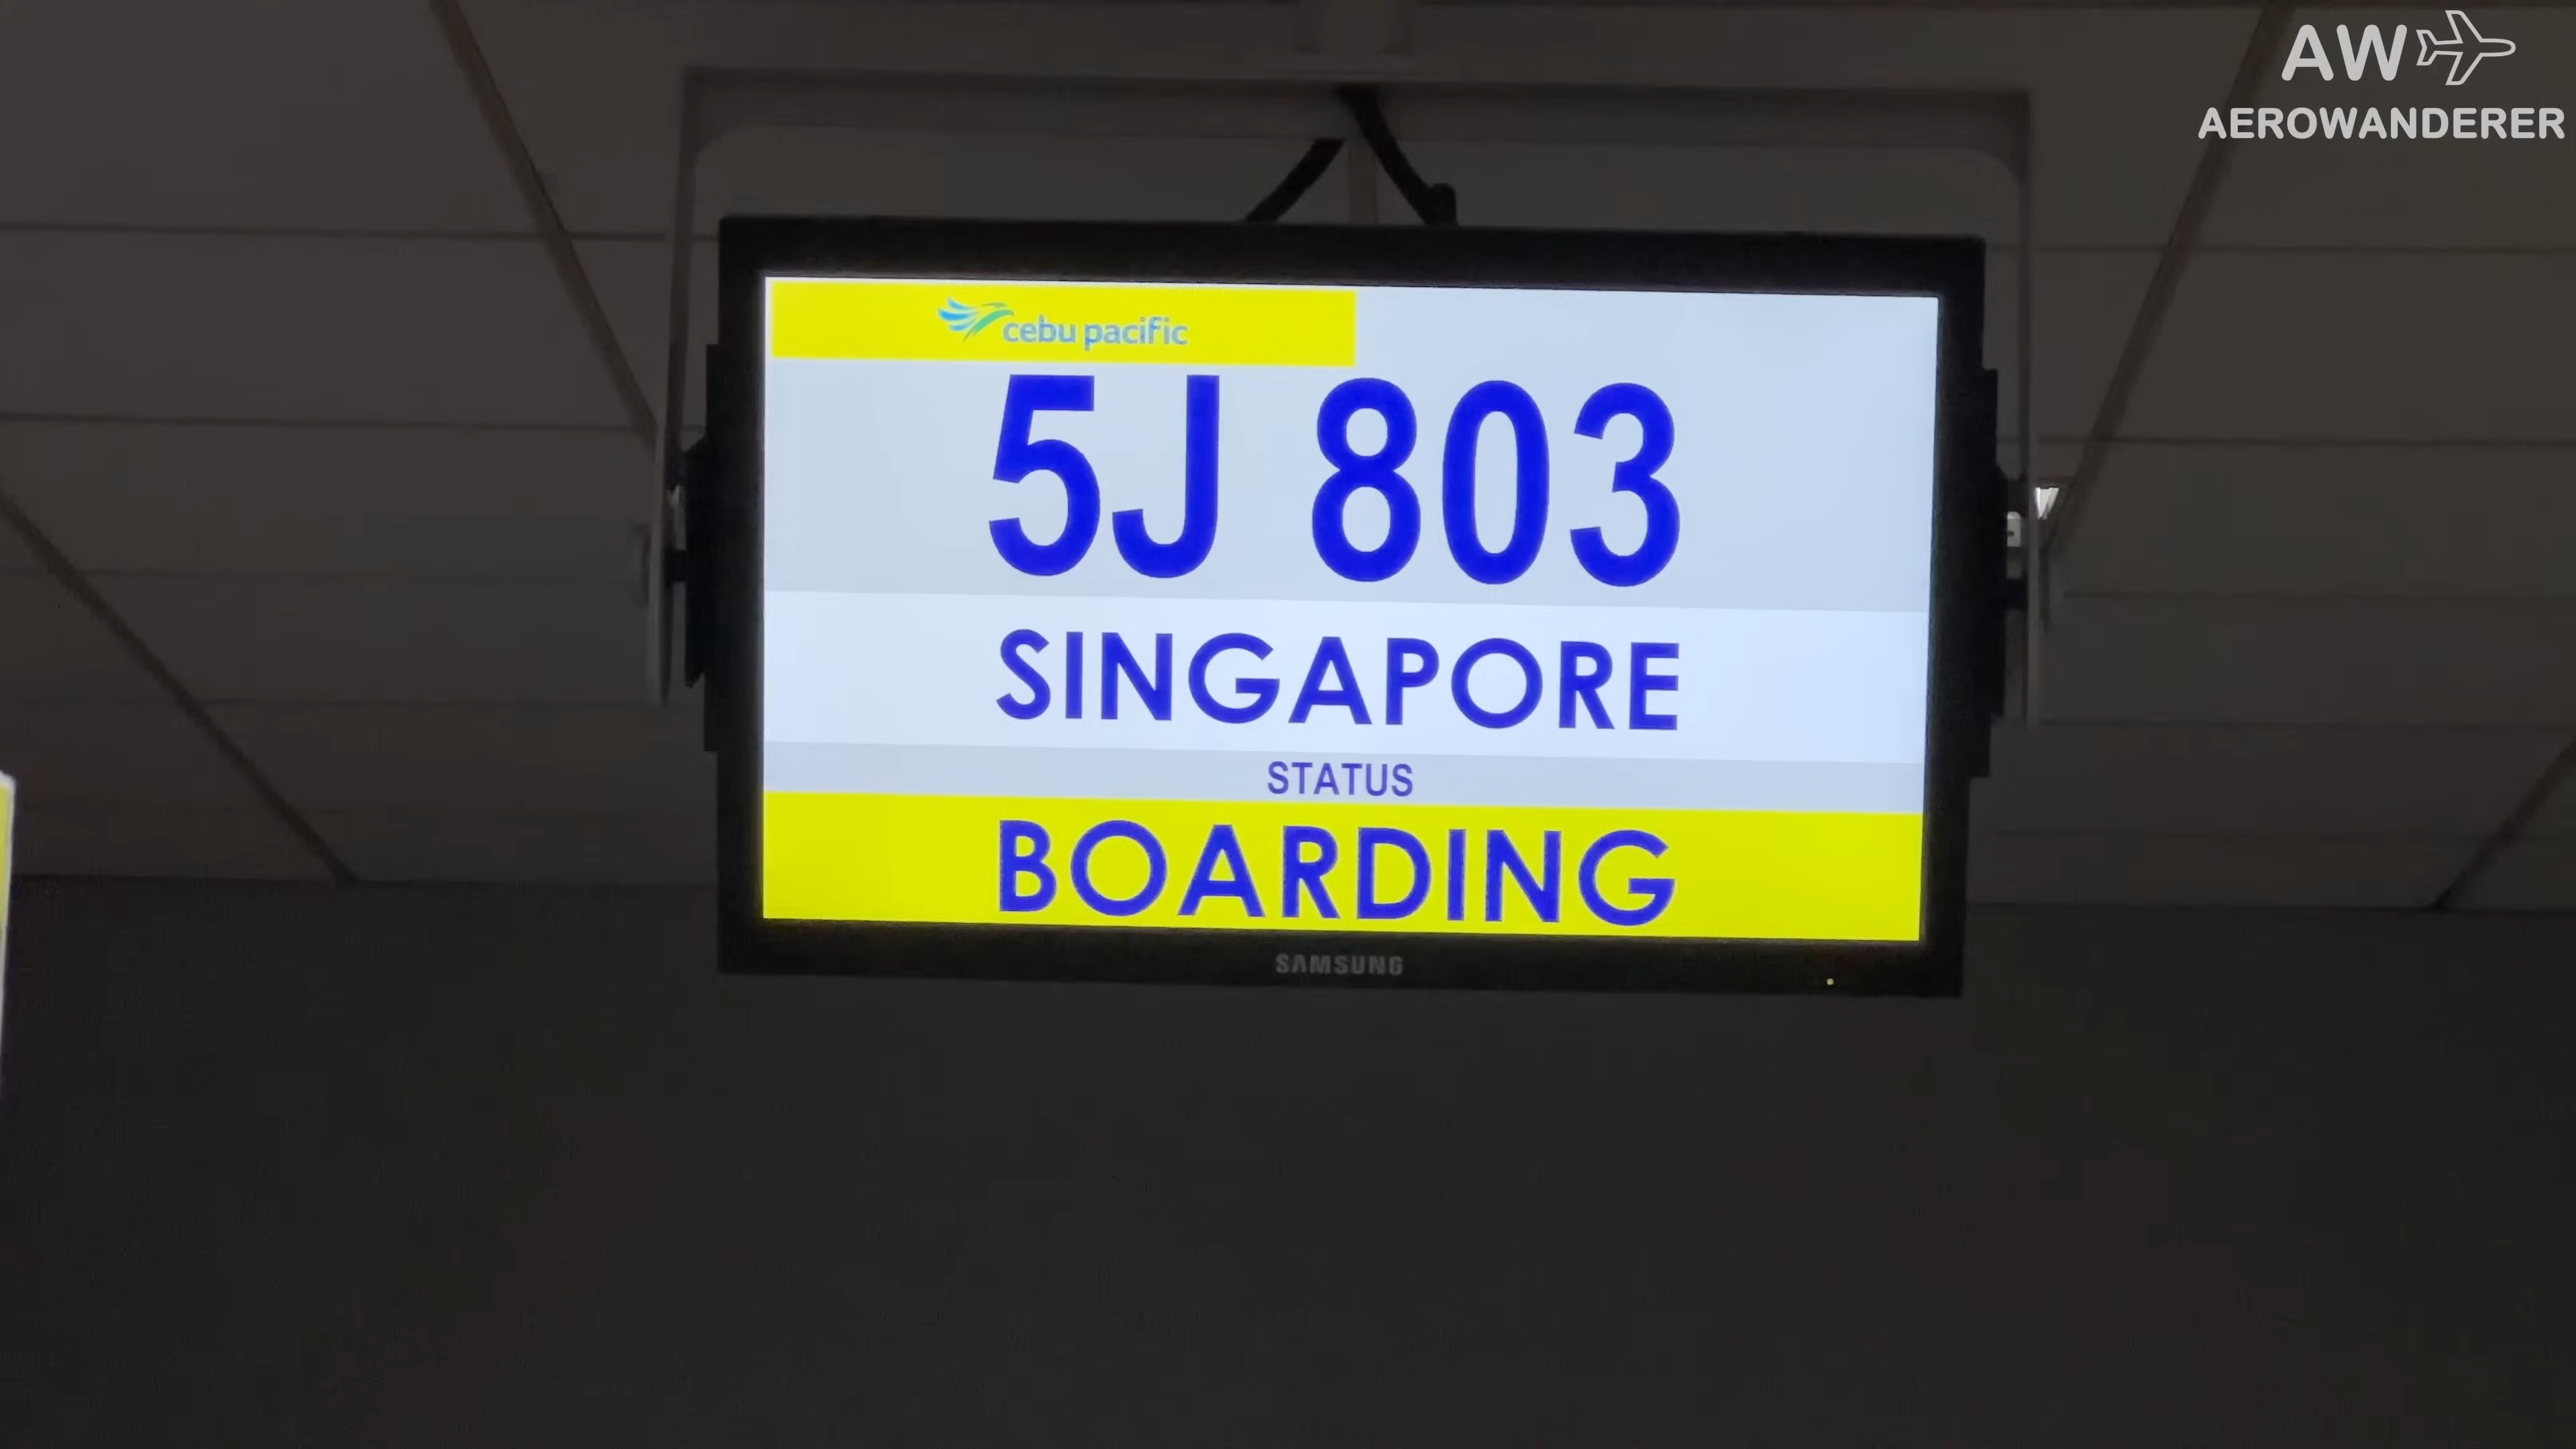 AW
AEROWANDERER
cebu pacific
5J 803
SINGAPORE
STATUS
BOARDING
SAMSUNG